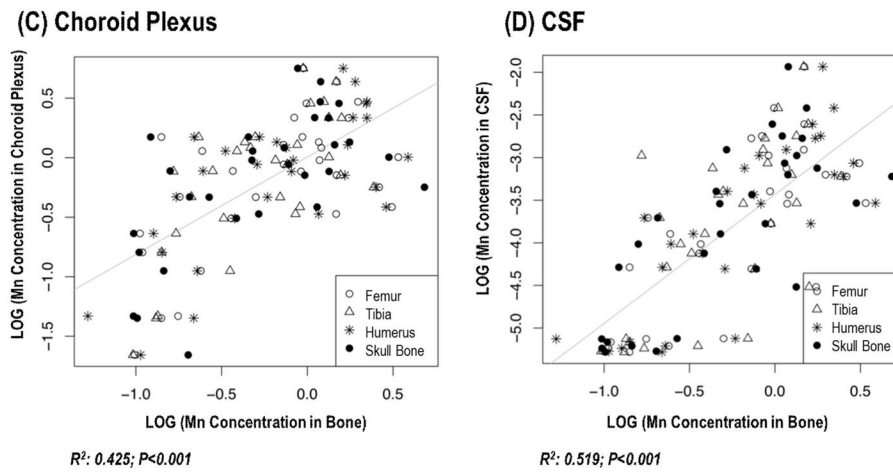 (C) Choroid Plexus
LOG (Mn Concentration in Choroid Plexus)
0.5
0.0
−0.5
−1.0
−1.5
Femur
Tibia
Humerus
Skull Bone
−1.0 −0.5 0.0 0.5
LOG (Mn Concentration in Bone)
R²: 0.425; P<0.001
(D) CSF
LOG (Mn Concentration in CSF)
−2.0
−2.5
−3.0
−3.5
−4.0
−4.5
−5.0
Femur
Tibia
Humerus
Skull Bone
−1.0 −0.5 0.0 0.5
LOG (Mn Concentration in Bone)
R²: 0.519; P<0.001